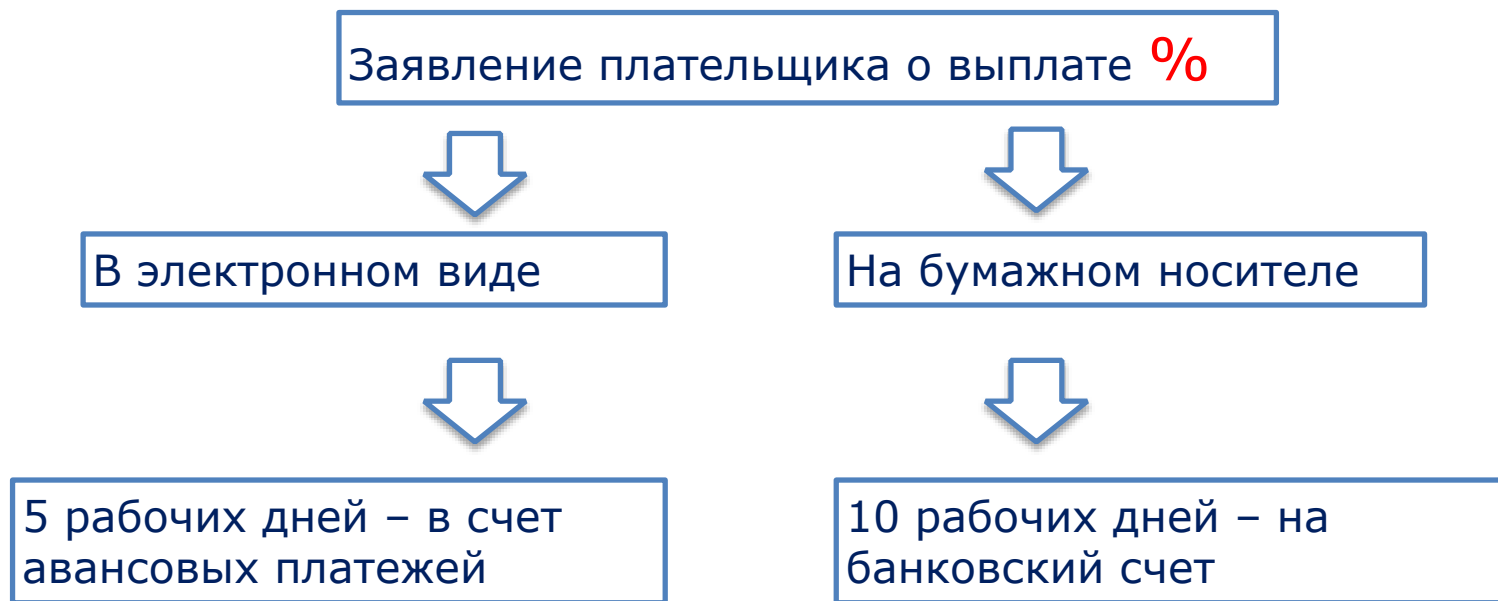 Заявление плательщика о выплате %
В электронном виде
На бумажном носителе
5 рабочих дней – в счет
авансовых платежей
10 рабочих дней – на
банковский счет